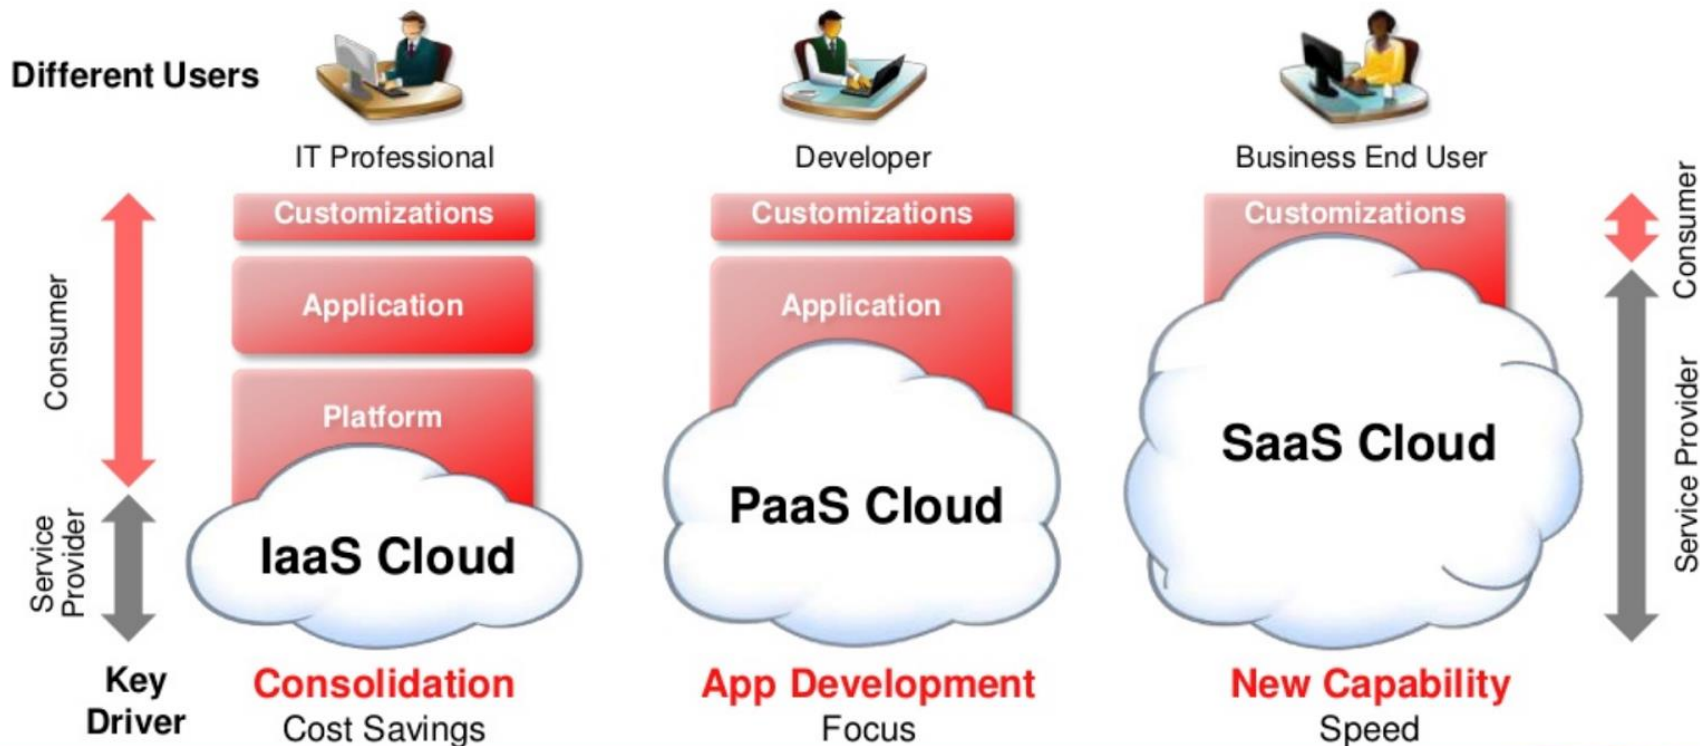 Different Users
IT Professional
Developer
Business End User
Customizations
Customizations
Customizations
Application
Application
Platform
Consumer
Service
Provider
Consumer
Service Provider
IaaS Cloud
PaaS Cloud
SaaS Cloud
Key
Driver
Consolidation
Cost Savings
App Development
Focus
New Capability
Speed